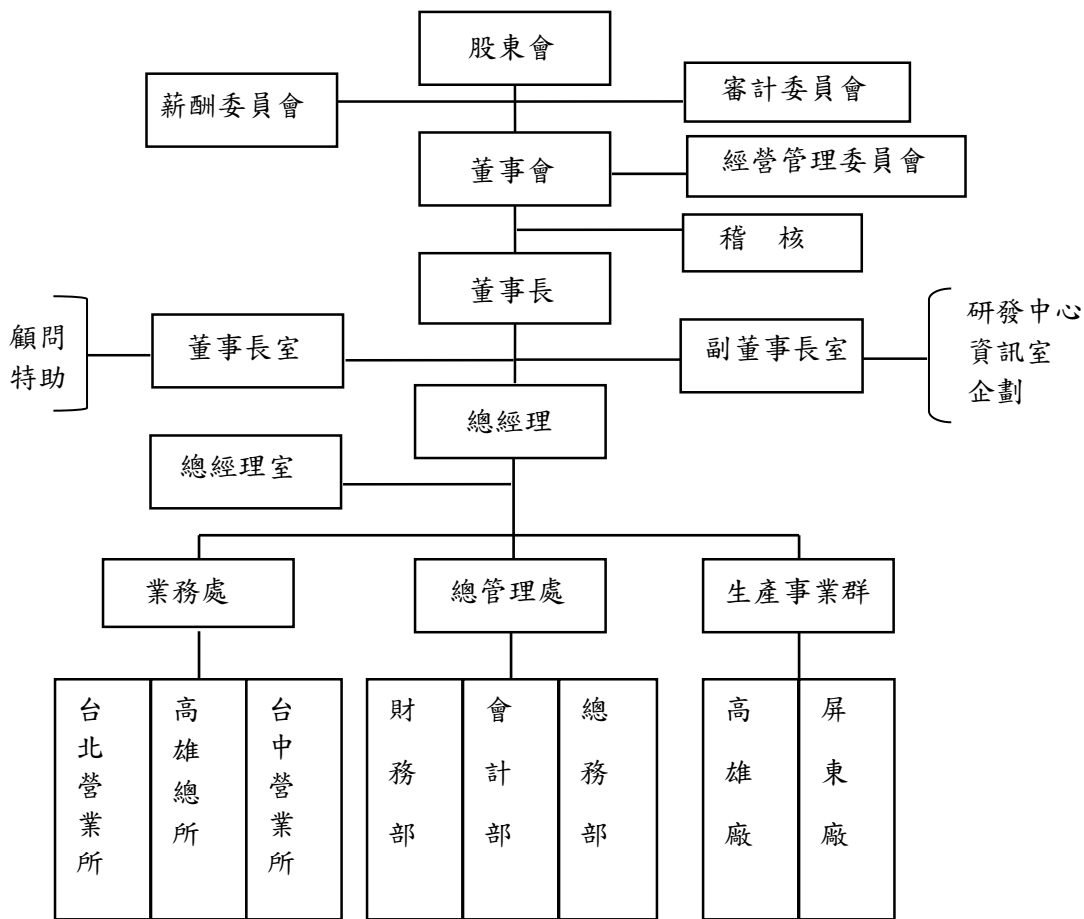 股東會
薪酬委員會
審計委員會
董事會
經營管理委員會
稽　核
董事長
顧問
特助
董事長室
副董事長室
研發中心
資訊室
企劃
總經理
總經理室
業務處
總管理處
生產事業群
台北營業所
高雄總所
台中營業所
財務部
會計部
總務部
高雄廠
屏東廠